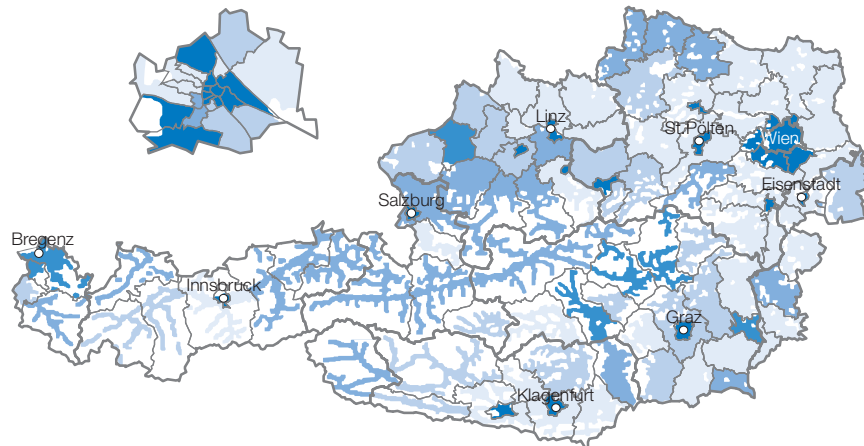 Linz
St.Pölten
Wien
Eisenstadt
Salzburg
Bregenz
Innsbruck
Graz
Klagenfurt